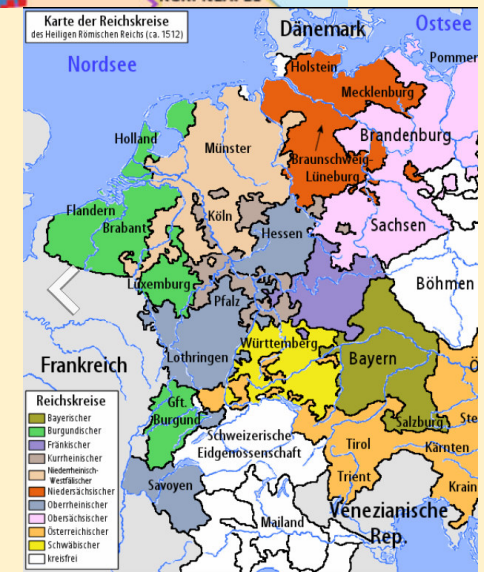 Karte der Reichskreise
des Heiligen Römischen Reichs (ca. 1512)
Dänemark
Ostsee
Nordsee
Holstein
Pommer
Mecklenburg
Holland
Münster
Brandenburg
Braunschweig-
Lüneburg
Flandern
Brabant
Köln
Hessen
Sachsen
Luxemburg
Pfalz
Böhmen
Württemberg
Bayern
Lothringen
Frankreich
Ö
Reichskreise
Bayerischer
Burgundischer
Fränkischer
Kurrheinischer
Niederrheinisch-
Westfälischer
Niedersächsischer
Oberrheinischer
Obersächsischer
Österreichischer
Schwäbischer
kreisfrei
Gft.
Burgund
Salzburg
Ste
Schweizerische
Eidgenossenschaft
Tirol
Kärnten
Trient
Krain
Savoyen
Mailand
Venezianische
Rep.